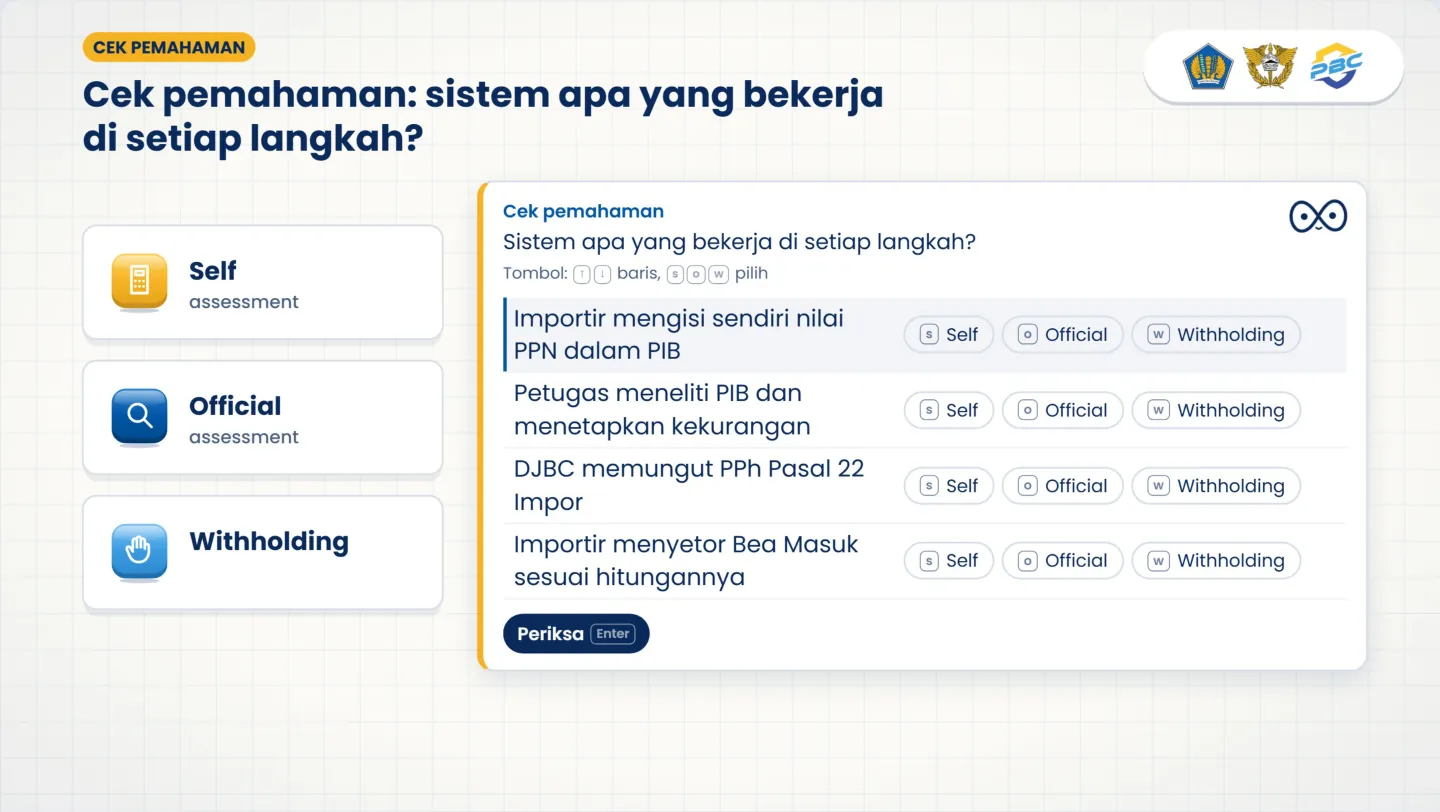 CEK PEMAHAMAN
Cek pemahaman: sistem apa yang bekerja
di setiap langkah?
PBC
Self
assessment
Official
assessment
Withholding
Cek pemahaman
Sistem apa yang bekerja di setiap langkah?
Tombol: ↑ ↓ baris, s o w pilih
Importir mengisi sendiri nilai
PPN dalam PIB
s Self o Official w Withholding
Petugas meneliti PIB dan
menetapkan kekurangan
s Self o Official w Withholding
DJBC memungut PPh Pasal 22
Impor
s Self o Official w Withholding
Importir menyetor Bea Masuk
sesuai hitungannya
s Self o Official w Withholding
Periksa Enter